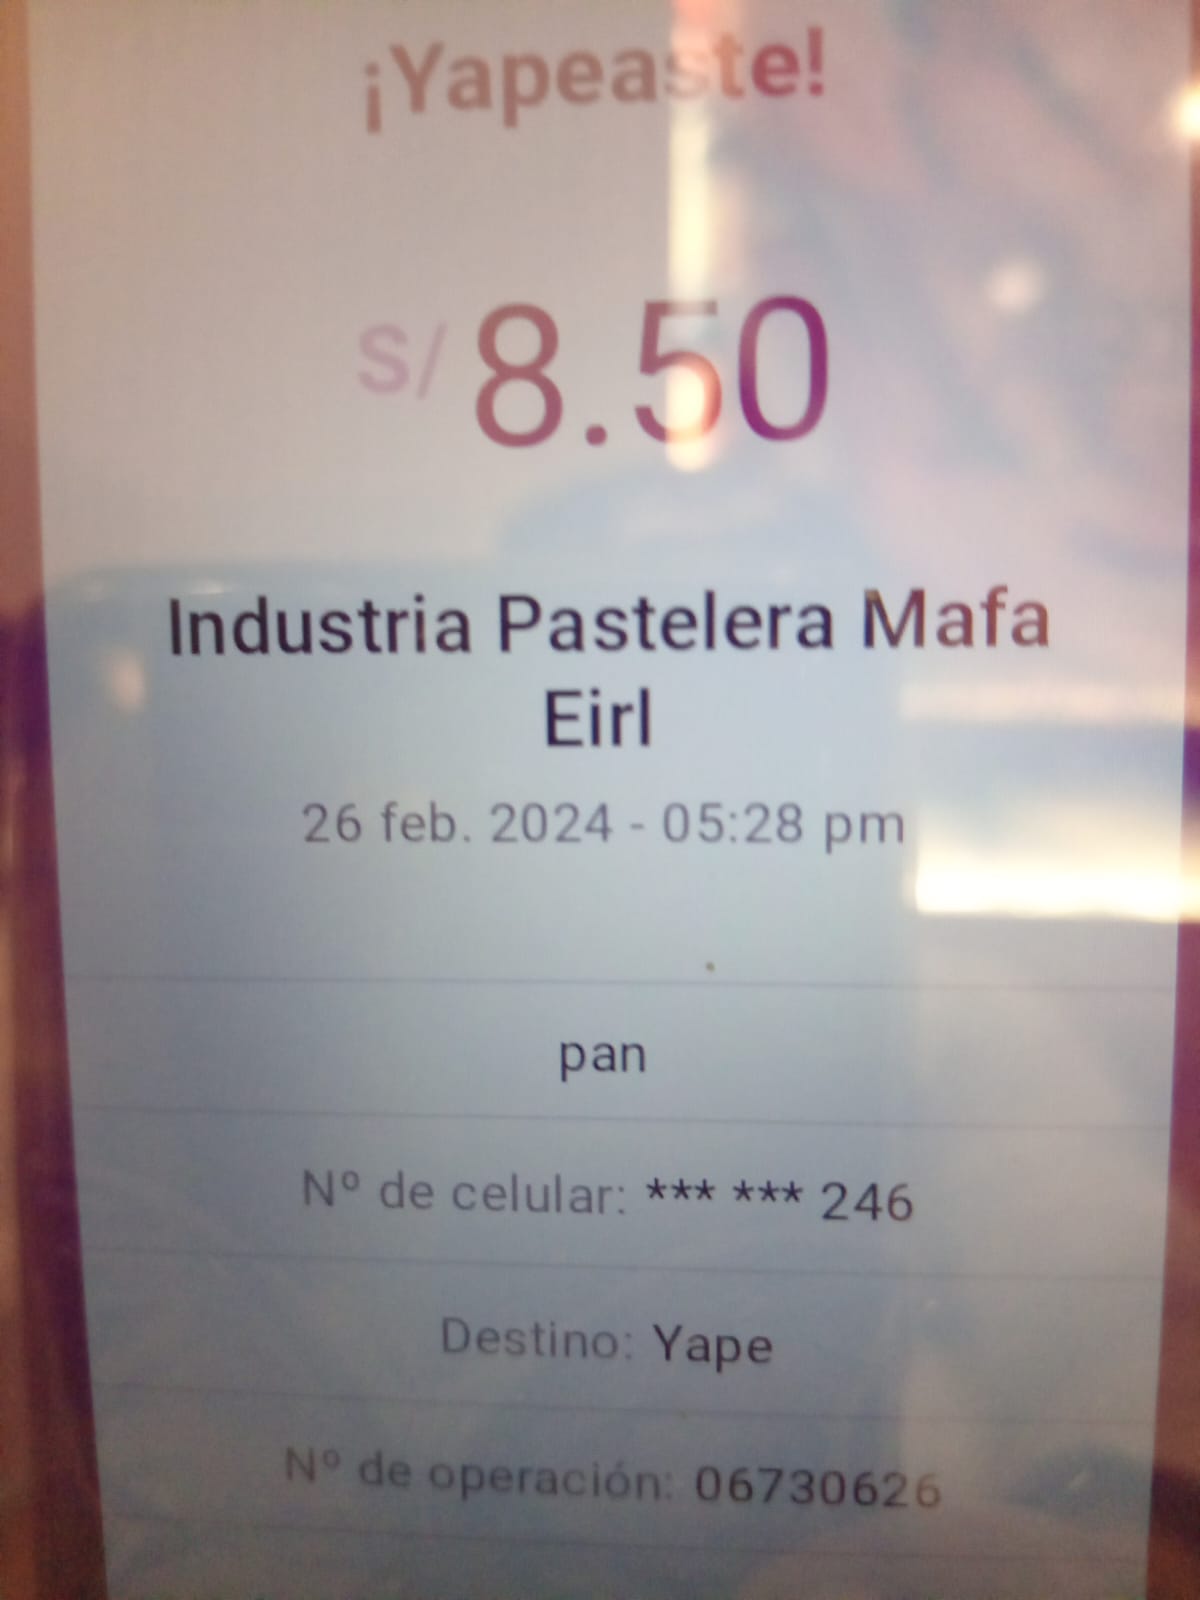 ¡Yapeaste!
S/ 8.50
Industria Pastelera Mafa
Eirl
26 feb. 2024 - 05:28 pm
pan
Nº de celular: *** *** 246
Destino: Yape
Nº de operación: 06730626